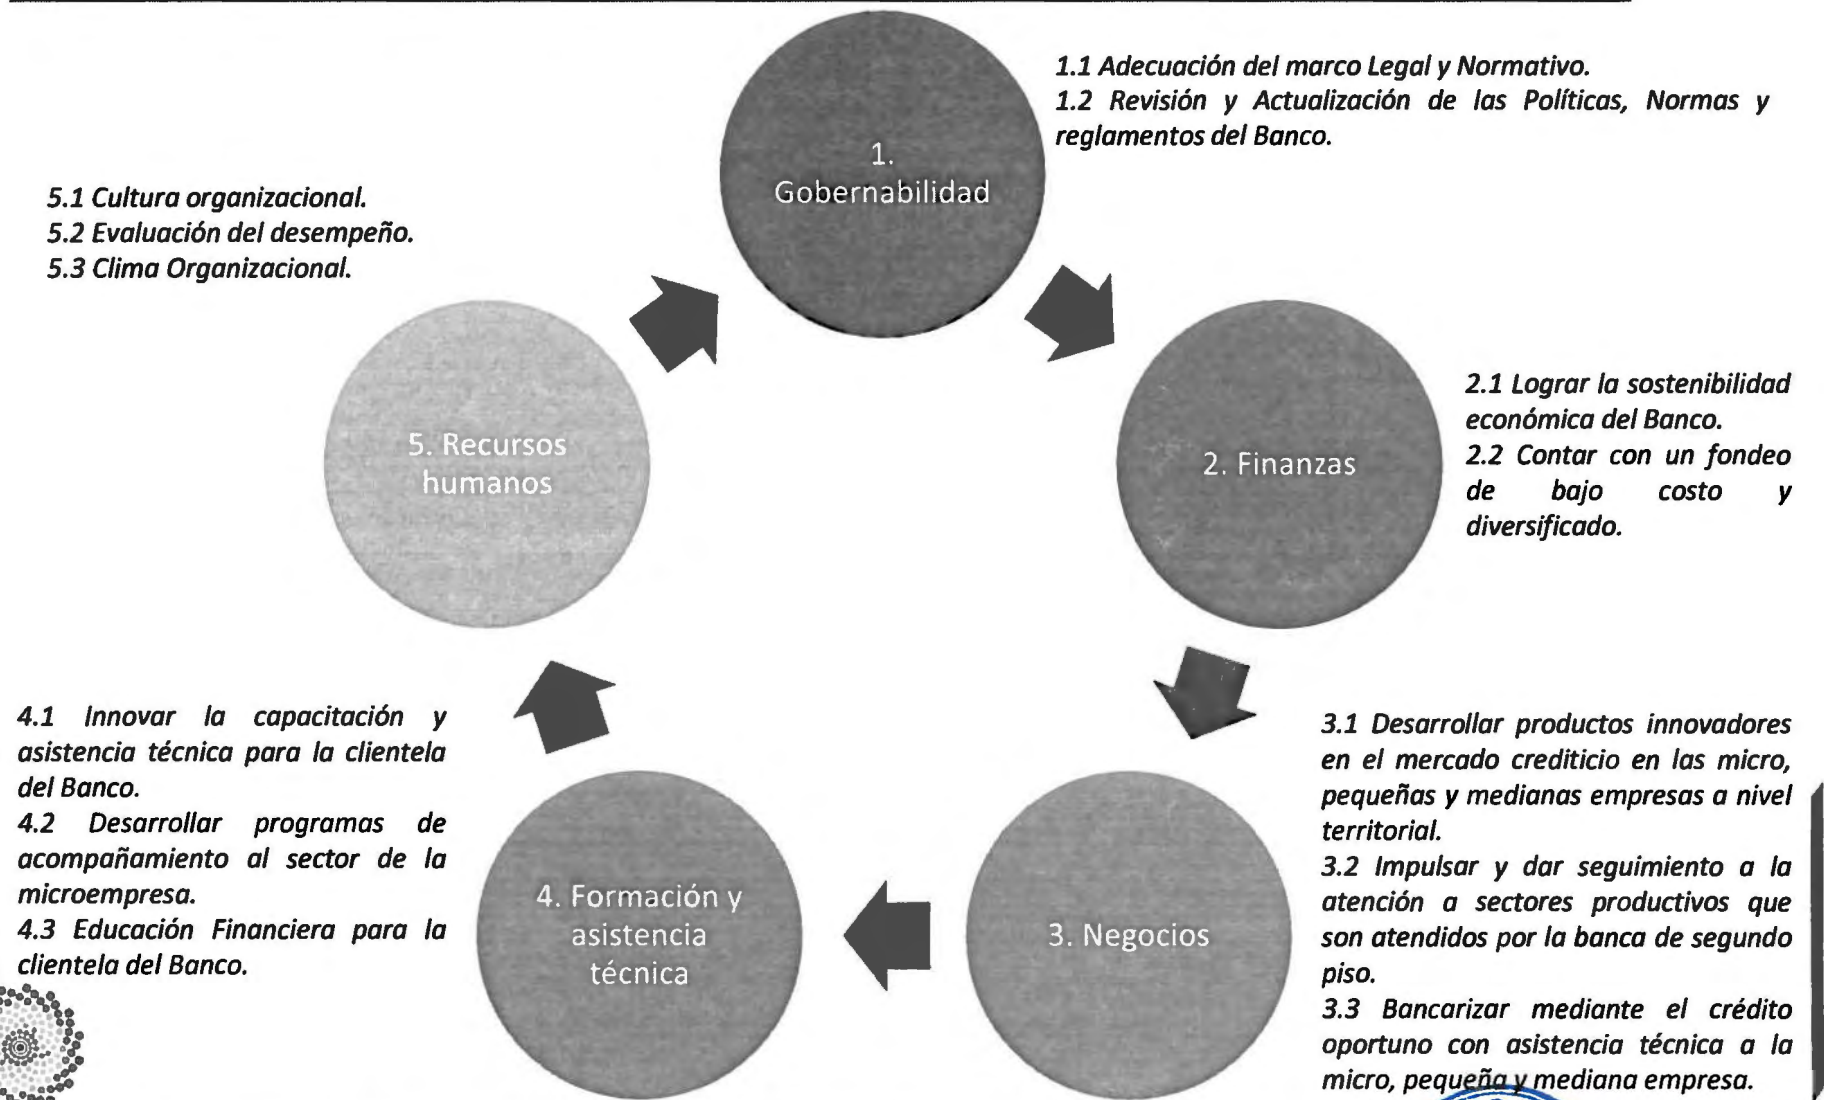 1.
Gobernabilidad
1.1 Adecuación del marco Legal y Normativo.
1.2 Revisión y Actualización de las Políticas, Normas y
reglamentos del Banco.
2. Finanzas
2.1 Lograr la sostenibilidad
económica del Banco.
2.2 Contar con un fondeo
de bajo costo y
diversificado.
3. Negocios
3.1 Desarrollar productos innovadores
en el mercado crediticio en las micro,
pequeñas y medianas empresas a nivel
territorial.
3.2 Impulsar y dar seguimiento a la
atención a sectores productivos que
son atendidos por la banca de segundo
piso.
3.3 Bancarizar mediante el crédito
oportuno con asistencia técnica a la
micro, pequeña y mediana empresa.
4. Formación y
asistencia
técnica
4.1 Innovar la capacitación y
asistencia técnica para la clientela
del Banco.
4.2 Desarrollar programas de
acompañamiento al sector de la
microempresa.
4.3 Educación Financiera para la
clientela del Banco.
5. Recursos
humanos
5.1 Cultura organizacional.
5.2 Evaluación del desempeño.
5.3 Clima Organizacional.